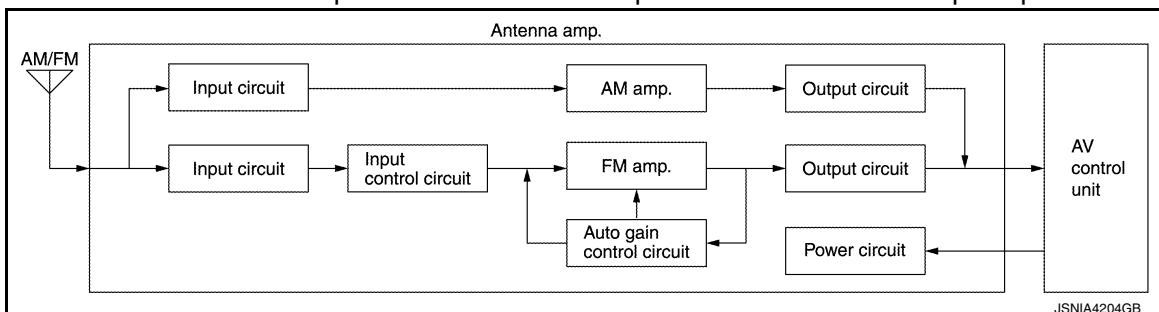 Antenna amp.
AM/FM
Input circuit
AM amp.
Output circuit
Input circuit
Input
control circuit
FM amp.
Output circuit
AV
control
unit
Auto gain
control circuit
Power circuit
JSNIA4204GB